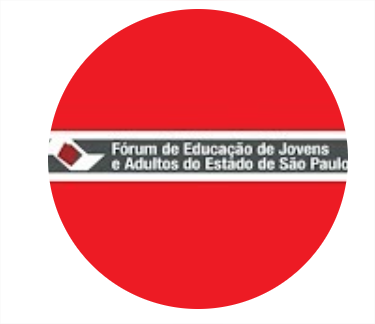 Fórum de Educação de Jovens
e Adultos do Estado de São Paulo